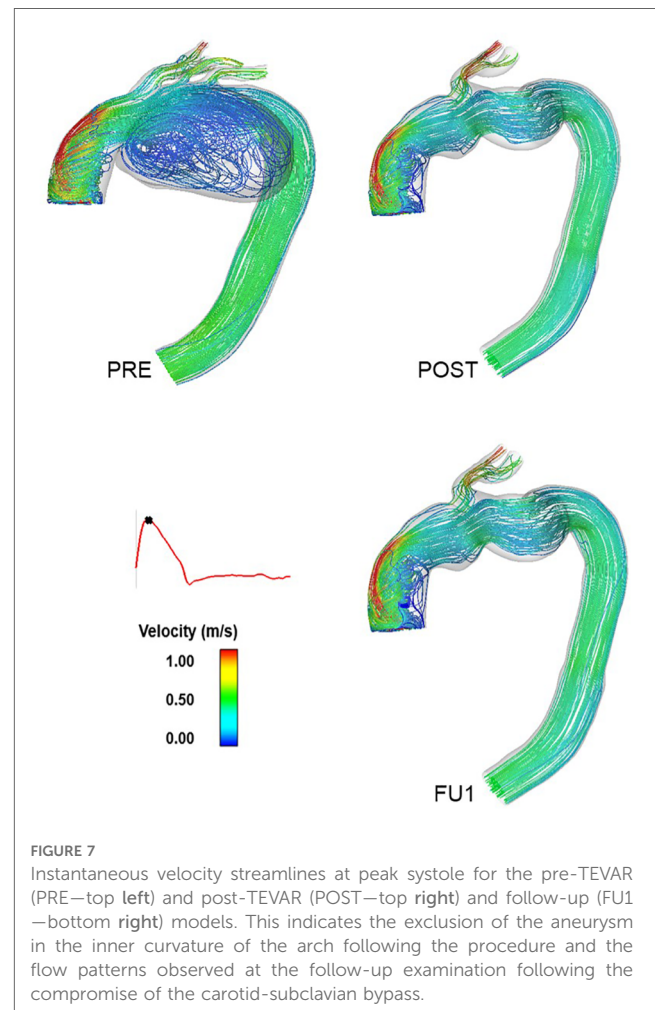 PRE
POST
Velocity (m/s)
1.00
0.50
0.00
FU1
FIGURE 7
Instantaneous velocity streamlines at peak systole for the pre-TEVAR
(PRE—top left) and post-TEVAR (POST—top right) and follow-up (FU1
—bottom right) models. This indicates the exclusion of the aneurysm
in the inner curvature of the arch following the procedure and the
flow patterns observed at the follow-up examination following the
compromise of the carotid-subclavian bypass.